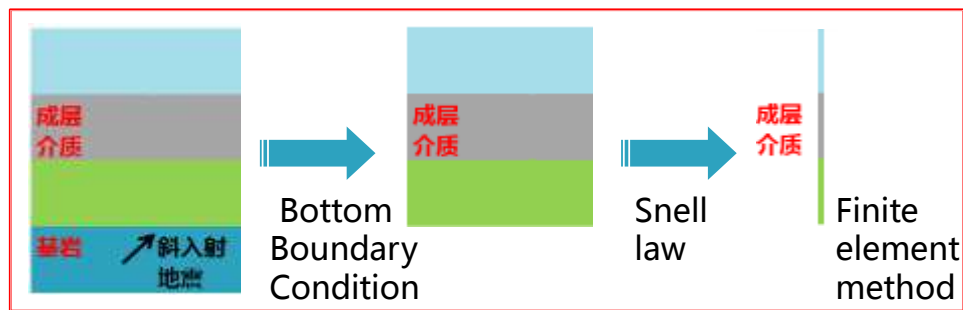 成层
介质
基岩
斜入射
地震
Bottom
Boundary
Condition
成层
介质
Snell
law
成层
介质
Finite
element
method